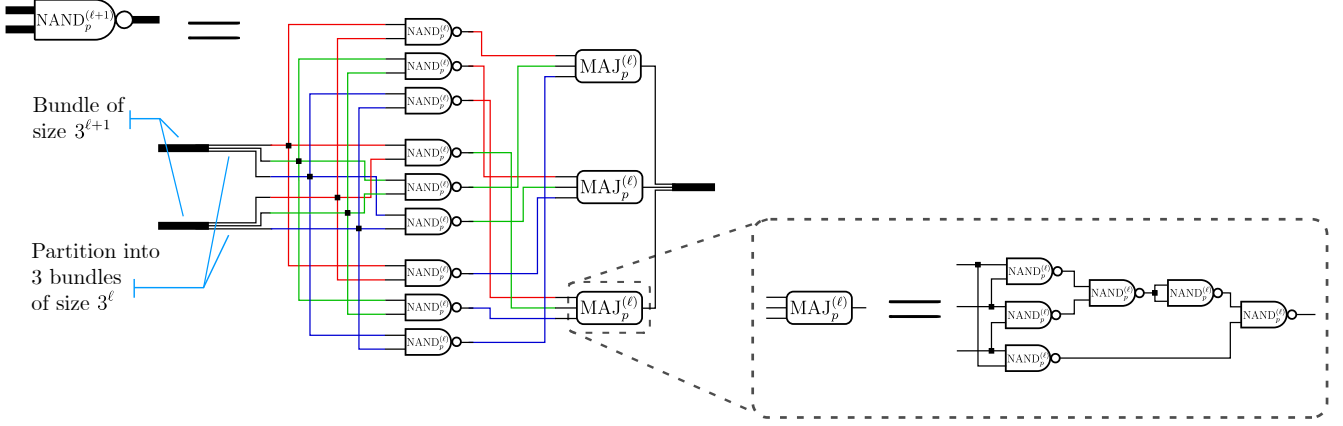 NAND_p^{(ℓ+1)}
Bundle of
size 3^{ℓ+1}
Partition into
3 bundles
of size 3^ℓ
NAND_p^{(ℓ)}
NAND_p^{(ℓ)}
NAND_p^{(ℓ)}
NAND_p^{(ℓ)}
NAND_p^{(ℓ)}
NAND_p^{(ℓ)}
NAND_p^{(ℓ)}
NAND_p^{(ℓ)}
NAND_p^{(ℓ)}
MAJ_p^{(ℓ)}
MAJ_p^{(ℓ)}
MAJ_p^{(ℓ)}
MAJ_p^{(ℓ)}
NAND_p^{(ℓ)}
NAND_p^{(ℓ)}
NAND_p^{(ℓ)}
NAND_p^{(ℓ)}
NAND_p^{(ℓ)}
NAND_p^{(ℓ)}